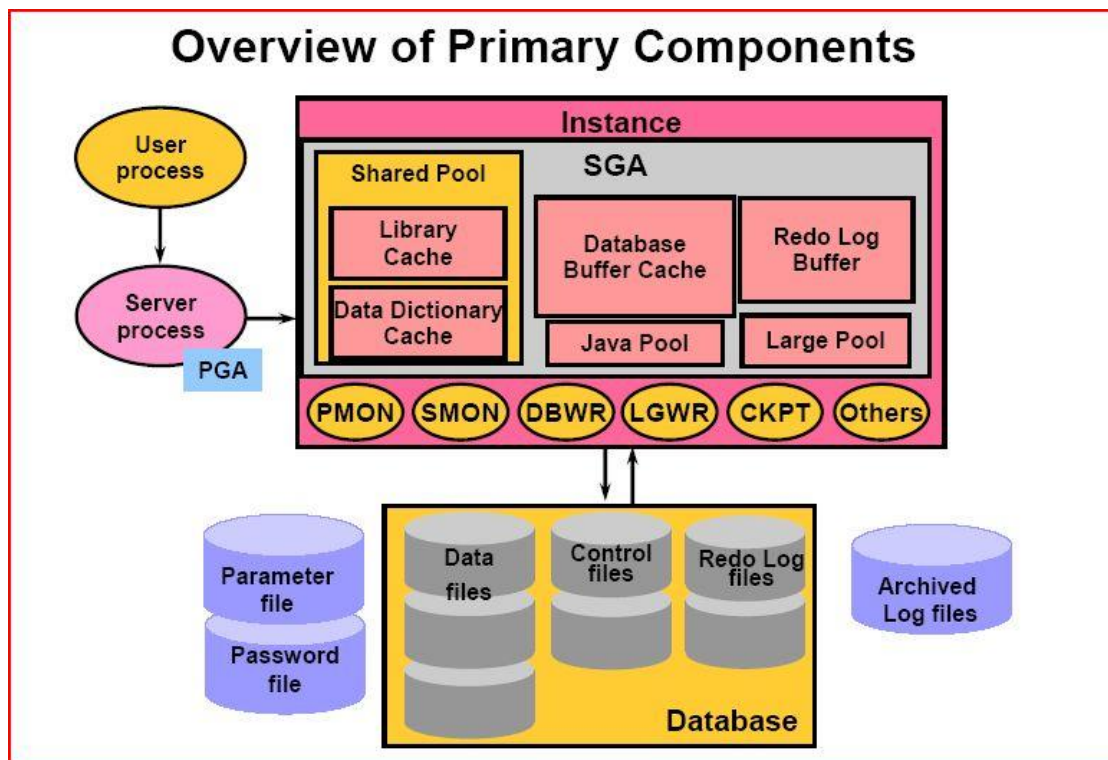 Overview of Primary Components
User
process
Server
process
PGA
Instance
SGA
Shared Pool
Library
Cache
Data Dictionary
Cache
Database
Buffer Cache
Redo Log
Buffer
Java Pool
Large Pool
PMON
SMON
DBWR
LGWR
CKPT
Others
Parameter
file
Password
file
Data
files
Control
files
Redo Log
files
Database
Archived
Log files